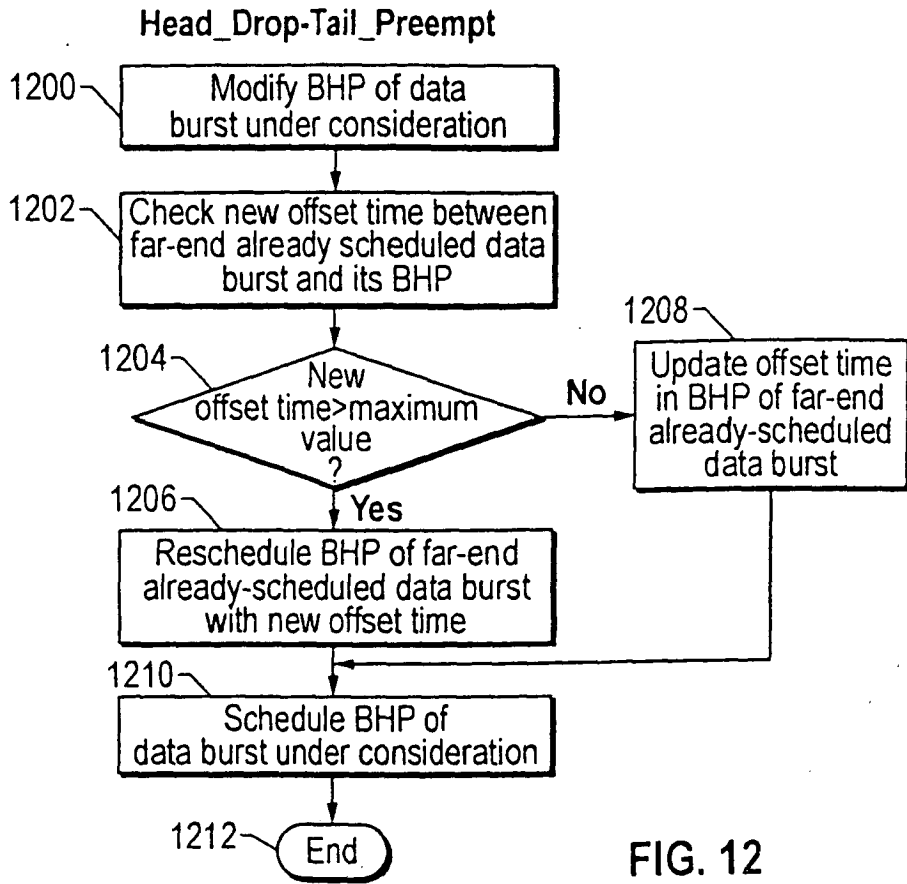 Head_Drop-Tail_Preempt
1200
Modify BHP of data
burst under consideration
1202
Check new offset time between
far-end already scheduled data
burst and its BHP
1204
New
offset time>maximum
value
?
No
1208
Update offset time
in BHP of far-end
already-scheduled
data burst
Yes
1206
Reschedule BHP of far-end
already-scheduled data burst
with new offset time
1210
Schedule BHP of
data burst under consideration
1212
End
FIG. 12